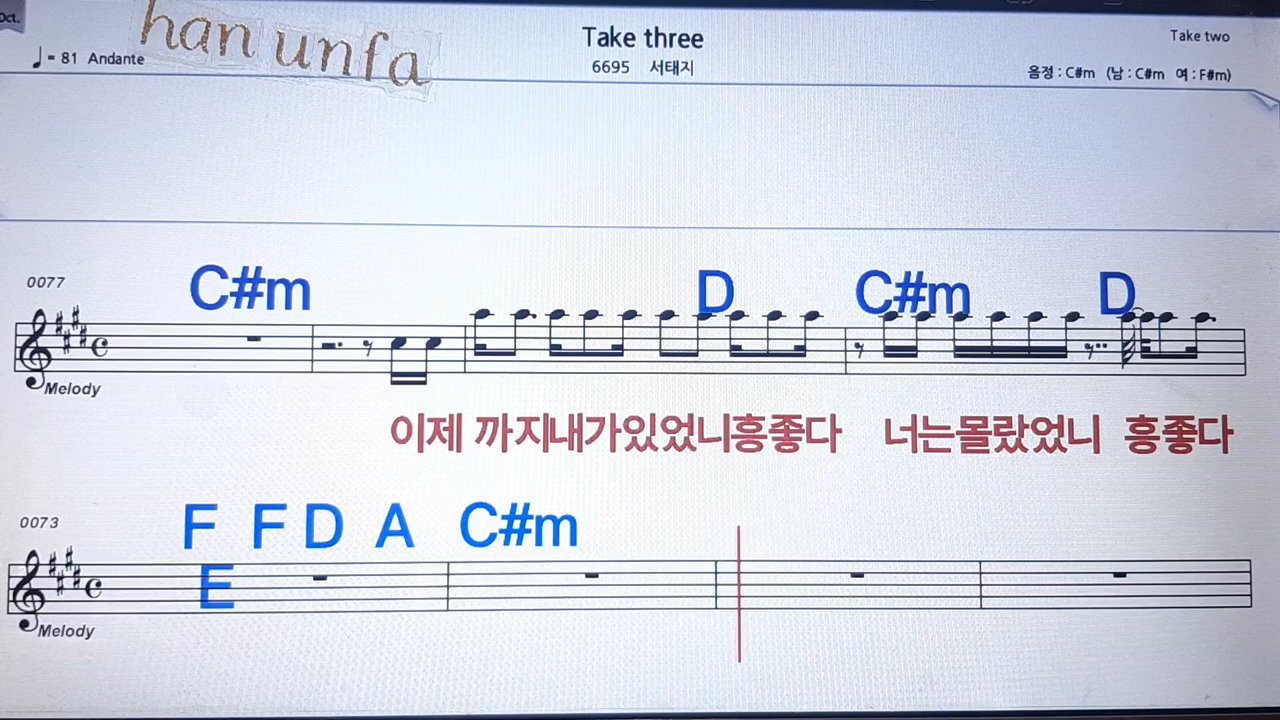 Oct.
han unfa
Take three
Take two
♩= 81 Andante
6695 서태지
음정 : C#m (남 : C#m 여 : F#m)
0077
C#m D C#m D
Melody
이제 까지내가있었니흥좋다 너는몰랐었니 흥좋다
0073
F F D A C#m
E
Melody